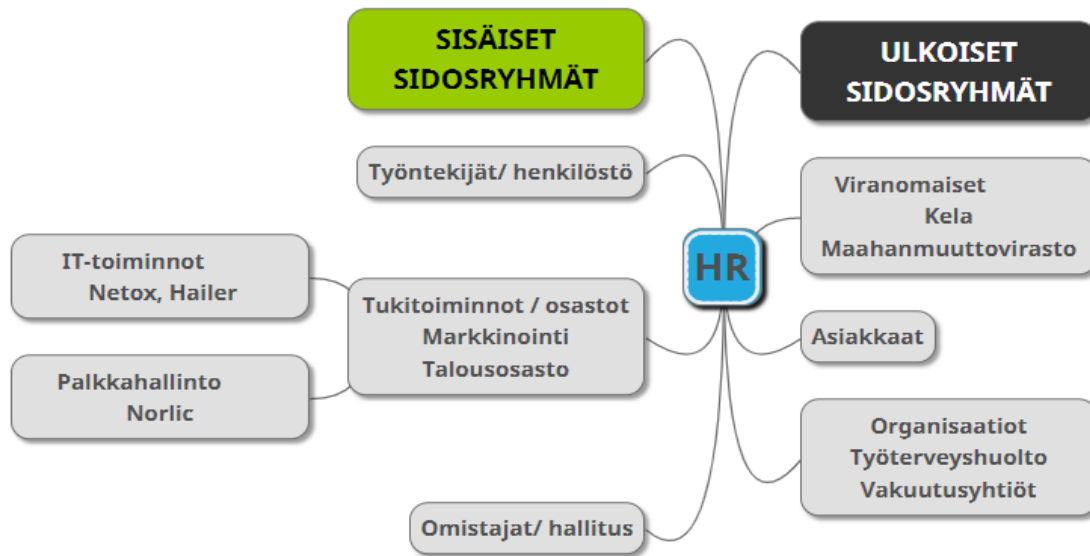 SISÄISET
SIDOSRYHMÄT
Työntekijät/ henkilöstö
IT-toiminnot
Netox, Hailer
Palkkahallinto
Norlic
Tukitoiminnot / osastot
Markkinointi
Talousosasto
Omistajat/ hallitus
HR
ULKOISET
SIDOSRYHMÄT
Viranomaiset
Kela
Maahanmuuttovirasto
Asiakkaat
Organisaatiot
Työterveyshuolto
Vakuutusyhtiöt